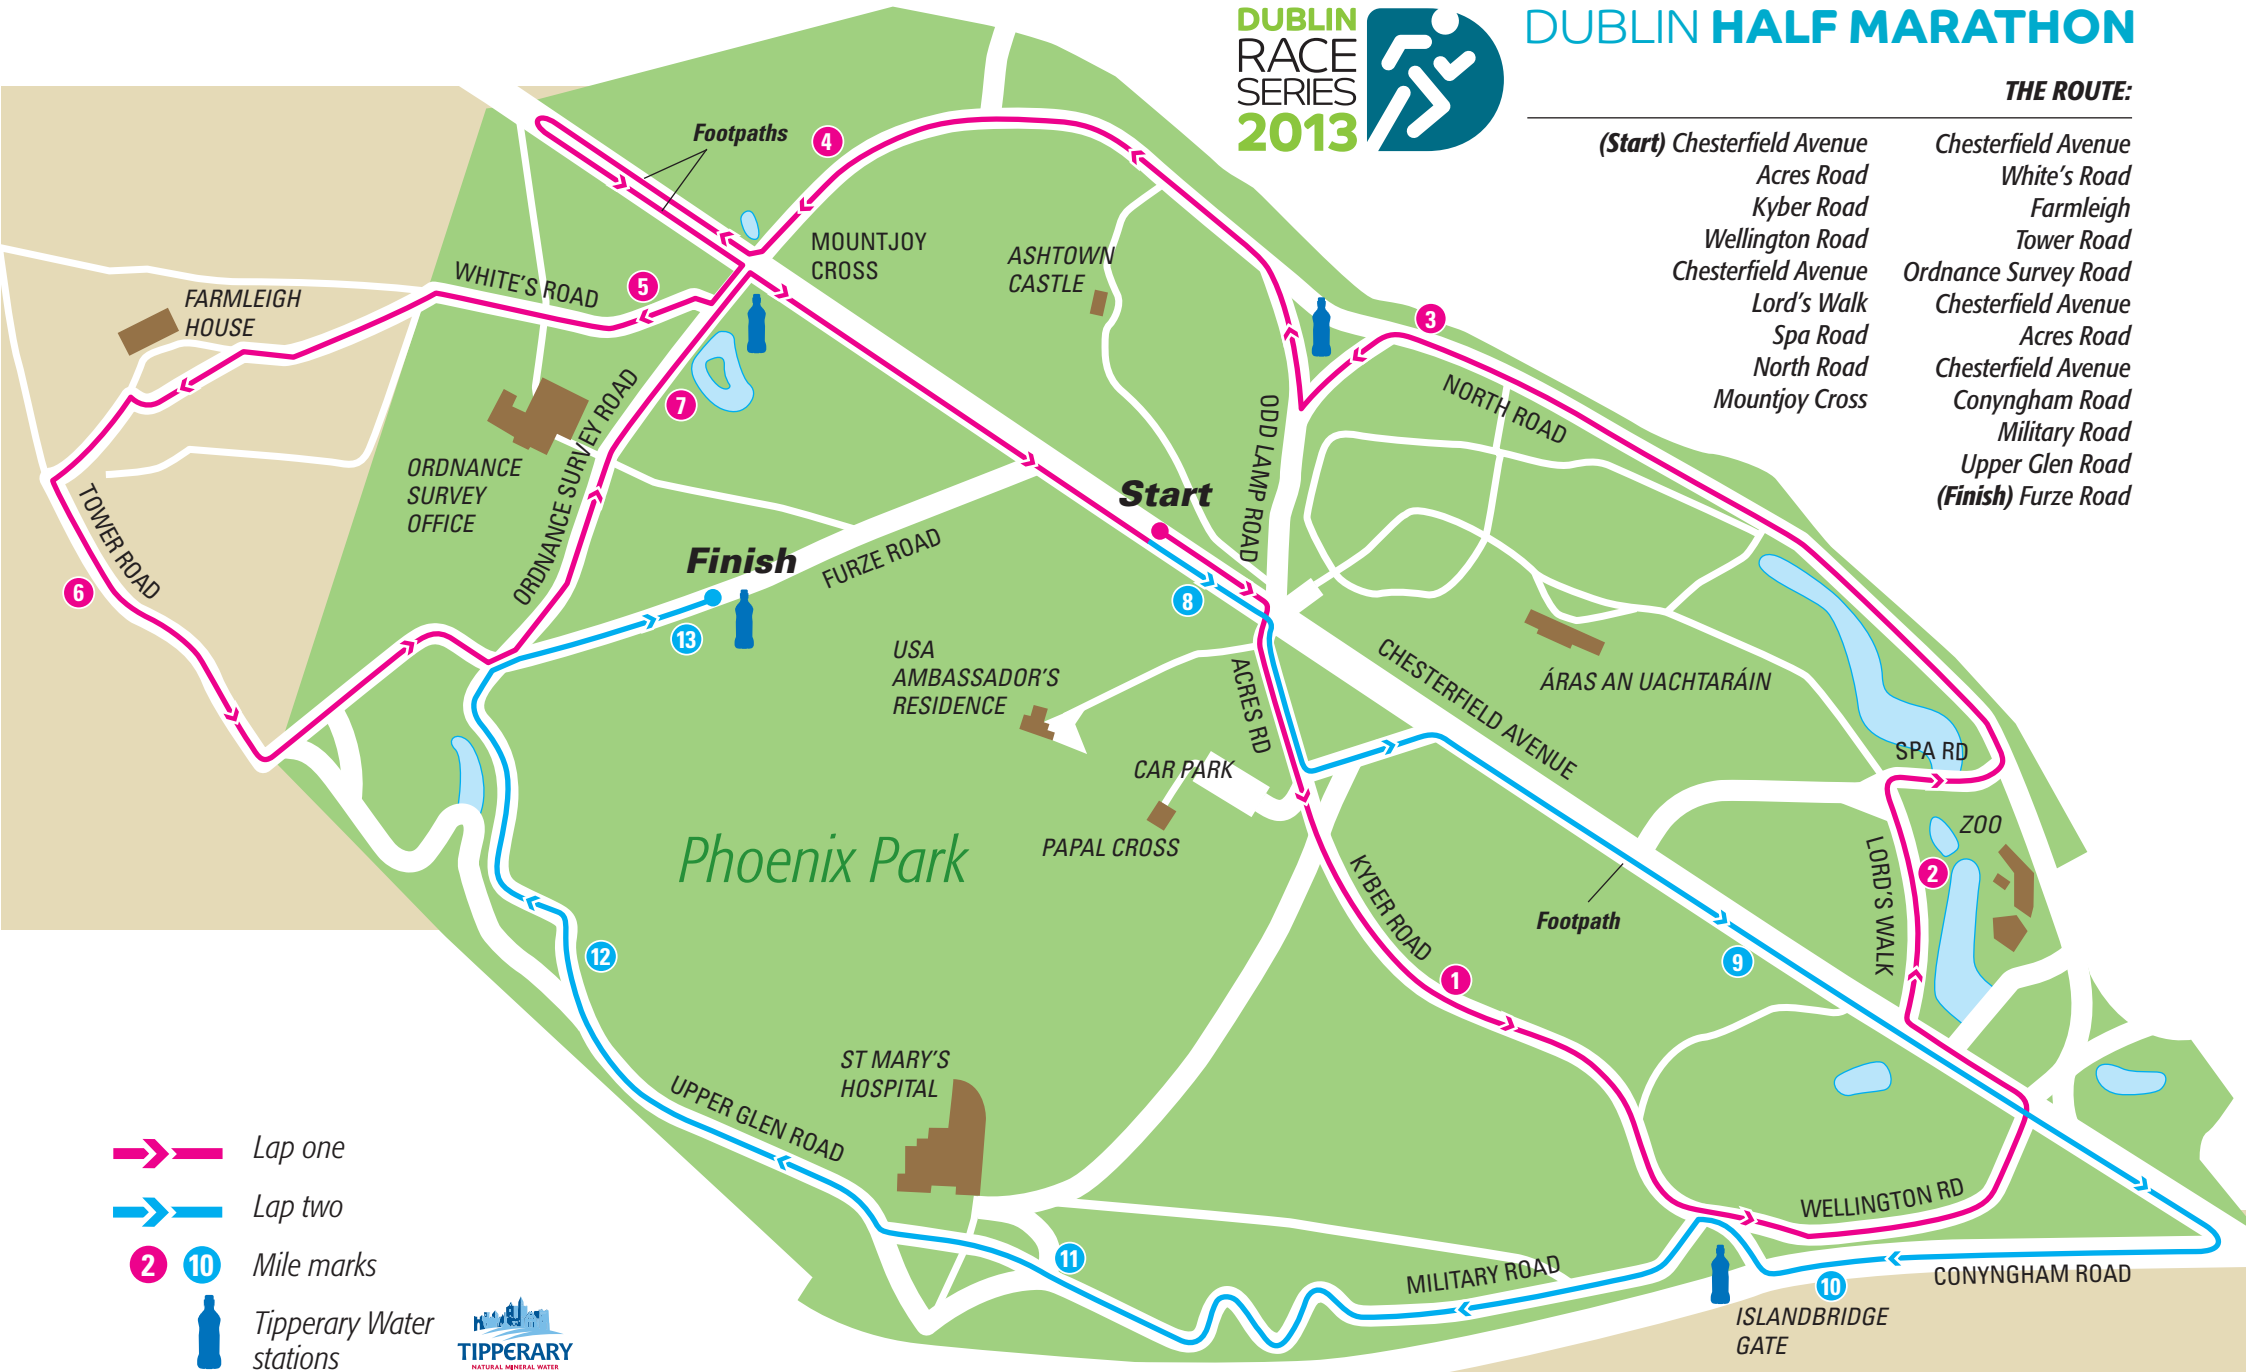 DUBLIN
RACE
SERIES
2013
DUBLIN HALF MARATHON
THE ROUTE:
(Start) Chesterfield Avenue
Acres Road
Kyber Road
Wellington Road
Chesterfield Avenue
Lord's Walk
Spa Road
North Road
Mountjoy Cross
Chesterfield Avenue
White's Road
Farmleigh
Tower Road
Ordnance Survey Road
Chesterfield Avenue
Acres Road
Chesterfield Avenue
Conyngham Road
Military Road
Upper Glen Road
(Finish) Furze Road
Footpaths
4
MOUNTJOY
CROSS
ASHTOWN
CASTLE
WHITE'S ROAD
5
FARMLEIGH
HOUSE
3
NORTH ROAD
7
ORDNANCE SURVEY ROAD
ORDNANCE
SURVEY
OFFICE
ODD LAMP ROAD
Start
TOWER ROAD
6
Finish
FURZE ROAD
8
13
USA
AMBASSADOR'S
RESIDENCE
ACRES RD
CHESTERFIELD AVENUE
ÁRAS AN UACHTARÁIN
SPA RD
CAR PARK
PAPAL CROSS
Phoenix Park
ZOO
LORD'S WALK
2
KYBER ROAD
Footpath
9
12
1
ST MARY'S
HOSPITAL
UPPER GLEN ROAD
WELLINGTON RD
11
MILITARY ROAD
10
CONYNGHAM ROAD
ISLANDBRIDGE
GATE
Lap one
Lap two
2 10 Mile marks
Tipperary Water
stations
TIPPERARY
NATURAL MINERAL WATER